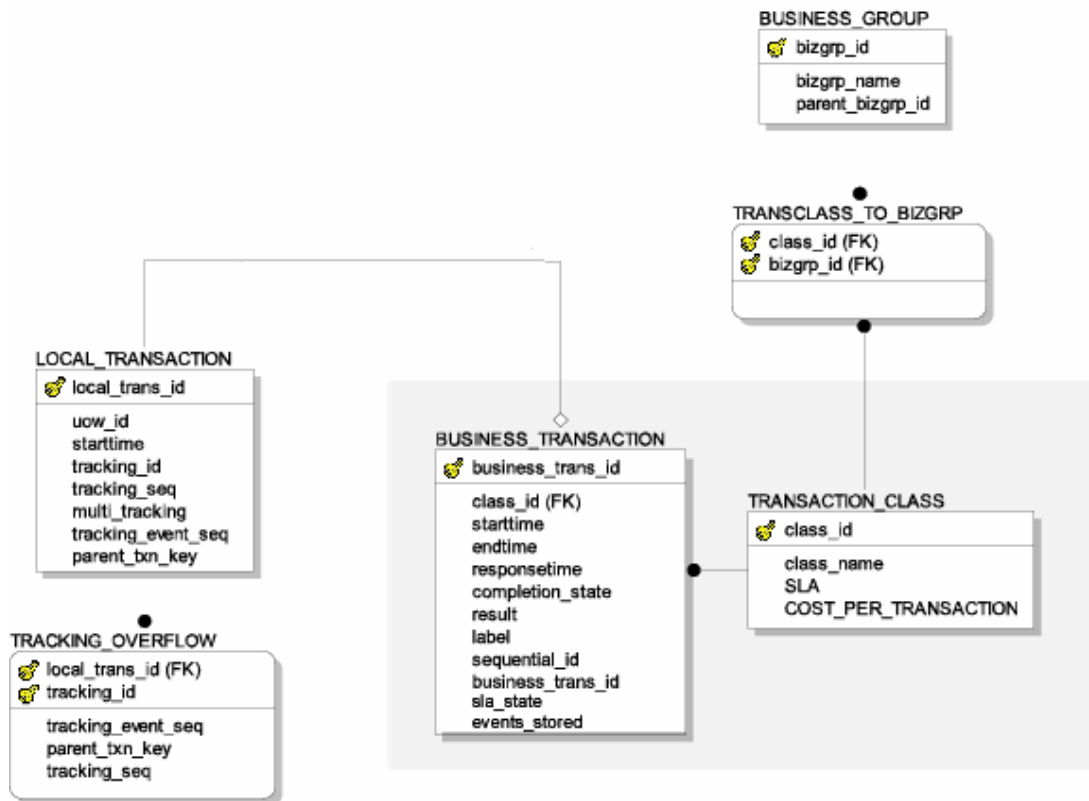 BUSINESS_GROUP
bizgrp_id
bizgrp_name
parent_bizgrp_id
TRANSCLASS_TO_BIZGRP
class_id (FK)
bizgrp_id (FK)
LOCAL_TRANSACTION
local_trans_id
uow_id
starttime
tracking_id
tracking_seq
multi_tracking
tracking_event_seq
parent_txn_key
BUSINESS_TRANSACTION
business_trans_id
class_id (FK)
starttime
endtime
responsetime
completion_state
result
label
sequential_id
business_trans_id
sla_state
events_stored
TRANSACTION_CLASS
class_id
class_name
SLA
COST_PER_TRANSACTION
TRACKING_OVERFLOW
local_trans_id (FK)
tracking_id
tracking_event_seq
parent_txn_key
tracking_seq